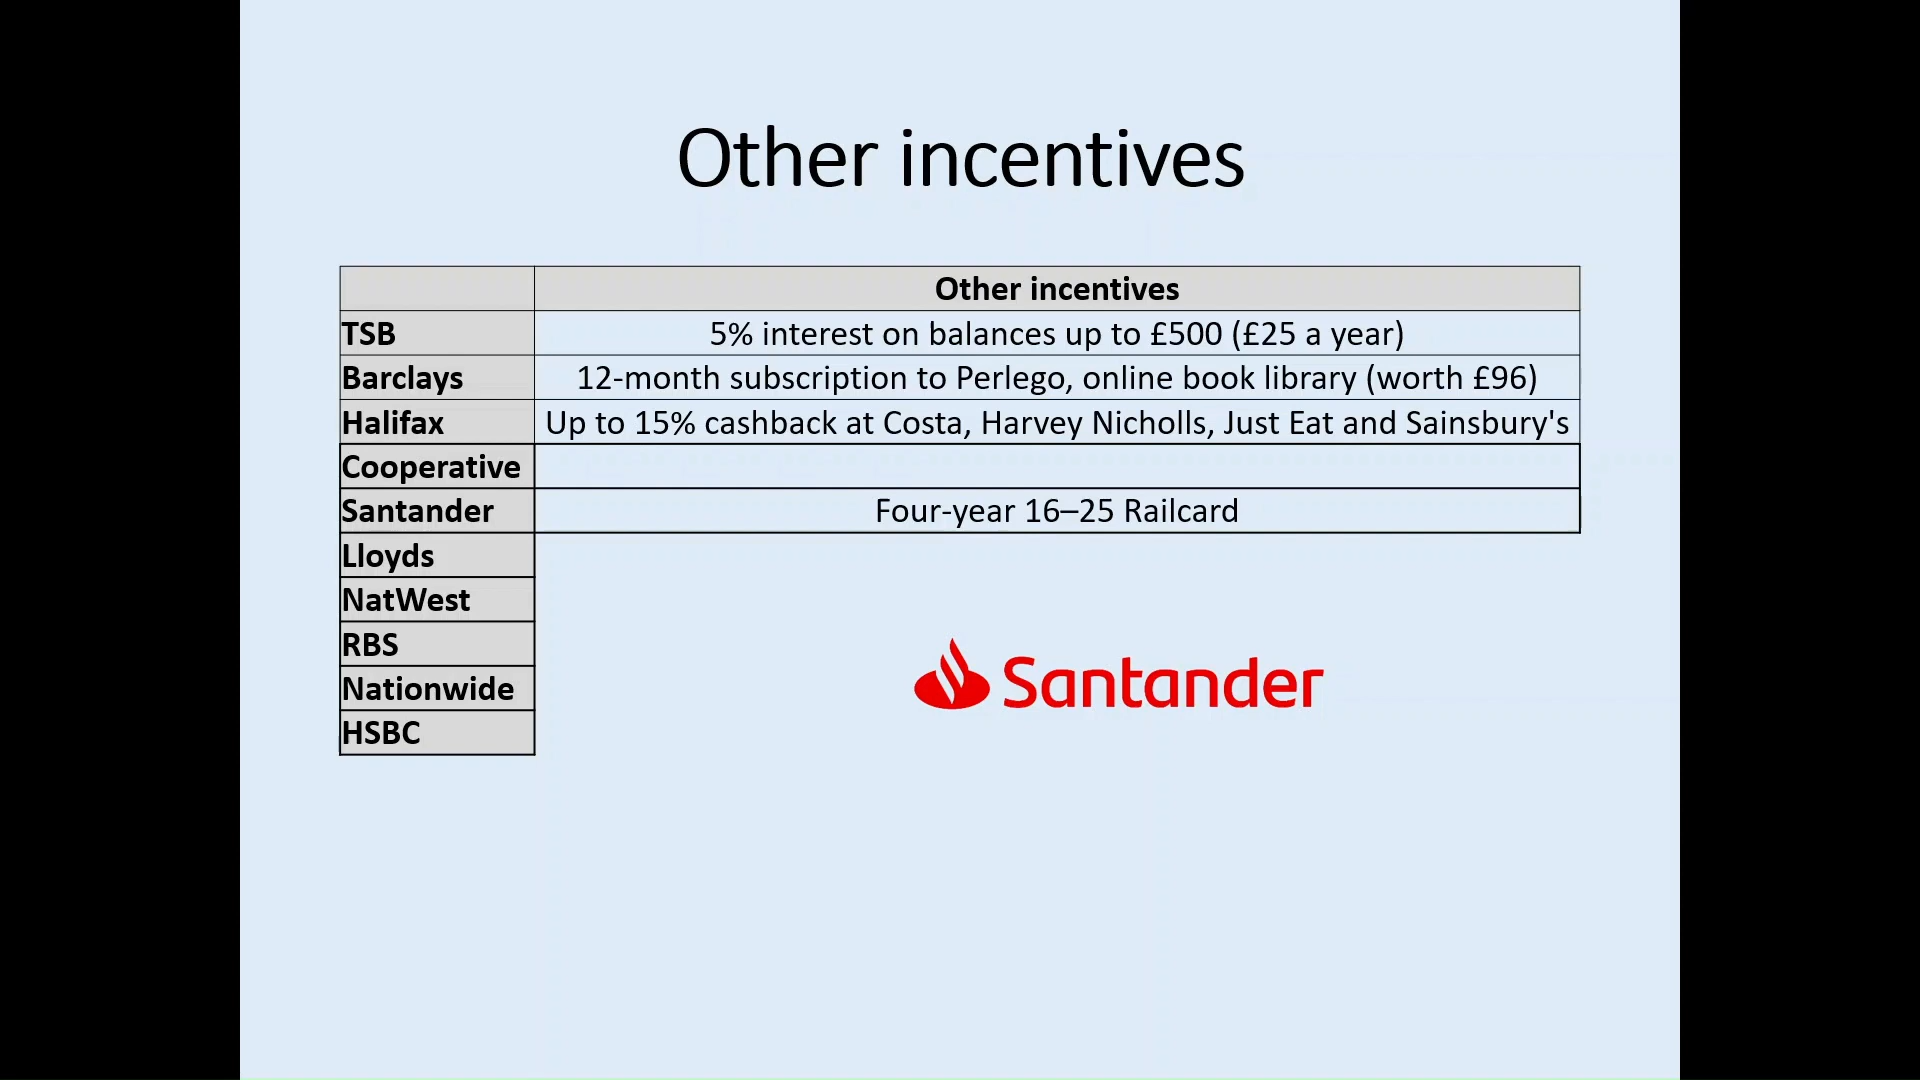 Other incentives
Other incentives
TSB 5% interest on balances up to £500 (£25 a year)
Barclays 12-month subscription to Perlego, online book library (worth £96)
Halifax Up to 15% cashback at Costa, Harvey Nicholls, Just Eat and Sainsbury's
Cooperative
Santander Four-year 16–25 Railcard
Lloyds
NatWest
RBS
Nationwide
HSBC
Santander